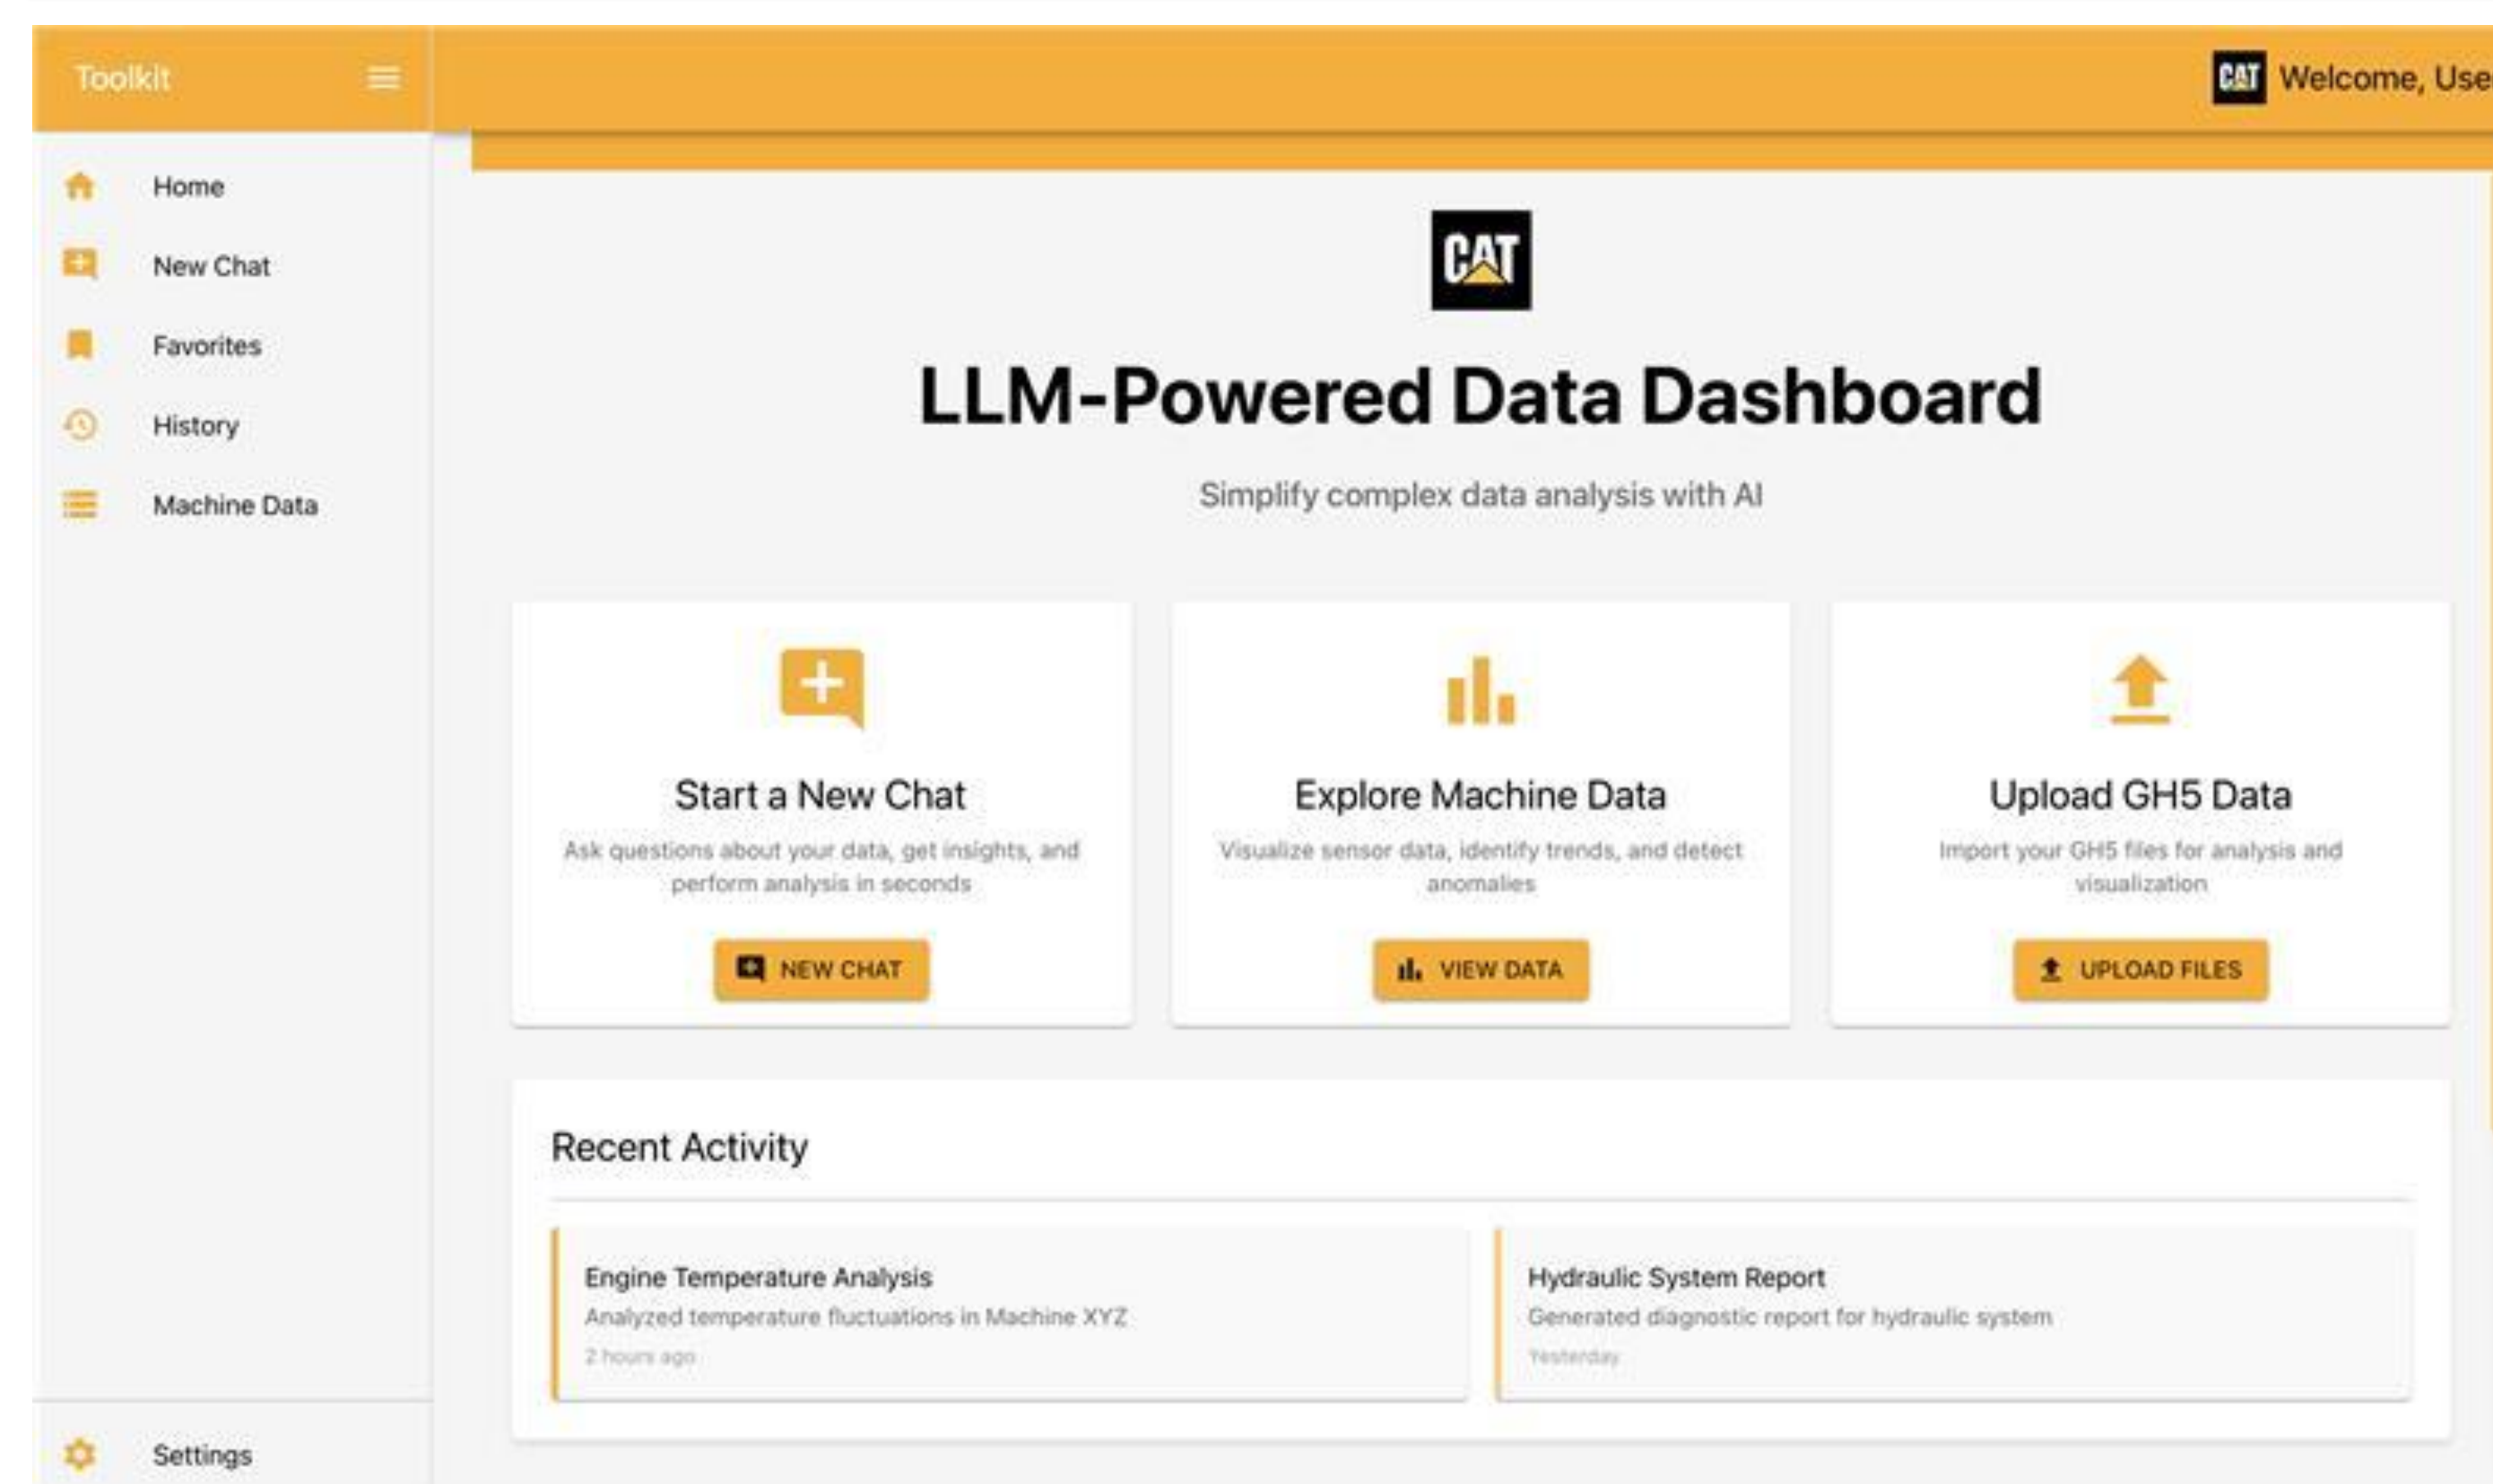 Toolkit
CAT Welcome, Use
Home
New Chat
Favorites
History
Machine Data
Settings
CAT
LLM-Powered Data Dashboard
Simplify complex data analysis with AI
Start a New Chat
Ask questions about your data, get insights, and
perform analysis in seconds
NEW CHAT
Explore Machine Data
Visualize sensor data, identify trends, and detect
anomalies
VIEW DATA
Upload GH5 Data
Import your GH5 files for analysis and
visualization
UPLOAD FILES
Recent Activity
Engine Temperature Analysis
Analyzed temperature fluctuations in Machine XYZ
2 hours ago
Hydraulic System Report
Generated diagnostic report for hydraulic system
Yesterday